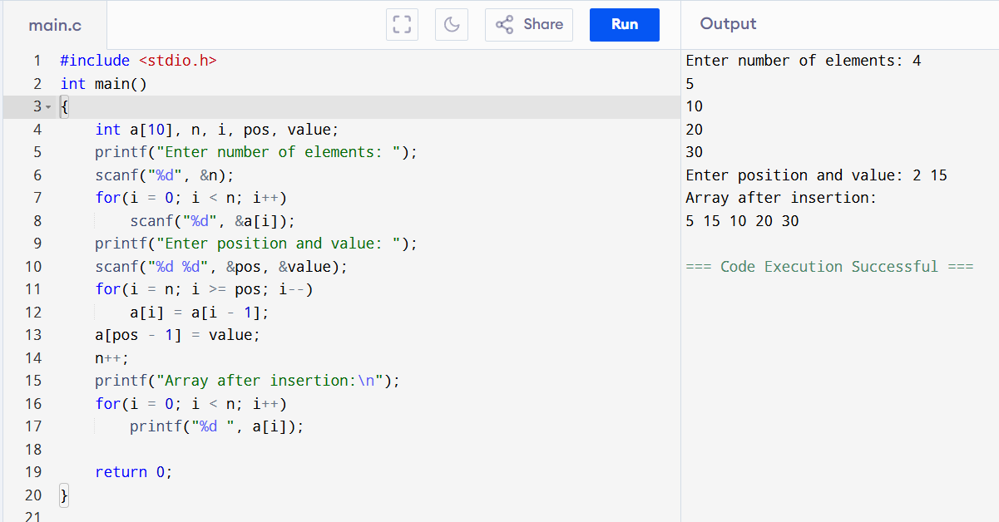 main.c
Share
Run
Output
1 #include <stdio.h>
2 int main()
3 {
4     int a[10], n, i, pos, value;
5     printf("Enter number of elements: ");
6     scanf("%d", &n);
7     for(i = 0; i < n; i++)
8         scanf("%d", &a[i]);
9     printf("Enter position and value: ");
10     scanf("%d %d", &pos, &value);
11     for(i = n; i >= pos; i--)
12         a[i] = a[i - 1];
13     a[pos - 1] = value;
14     n++;
15     printf("Array after insertion:\n");
16     for(i = 0; i < n; i++)
17         printf("%d ", a[i]);
18
19     return 0;
20 }
21
Enter number of elements: 4
5
10
20
30
Enter position and value: 2 15
Array after insertion:
5 15 10 20 30
=== Code Execution Successful ===